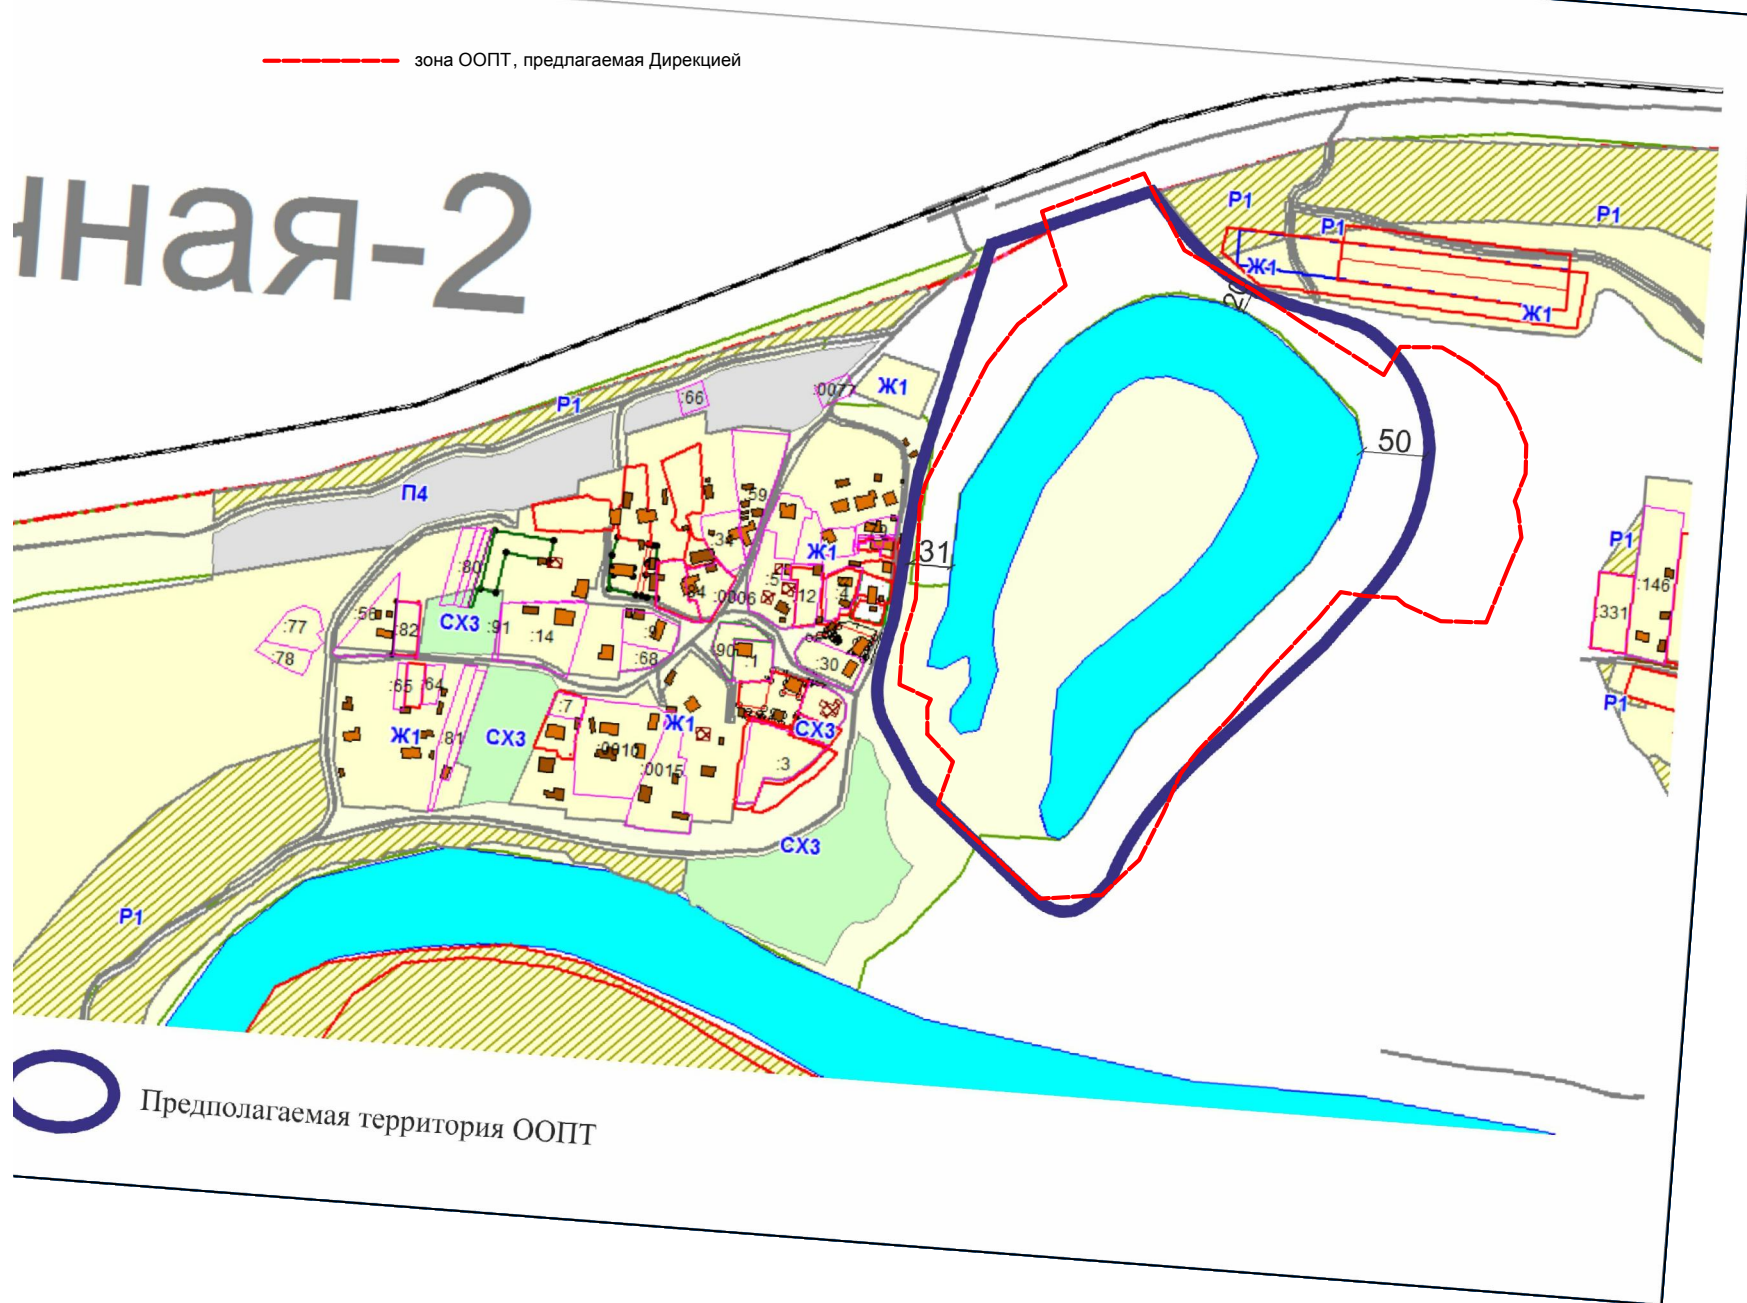 зона ООПТ, предлагаемая Дирекцией
нная-2
Р1
Р1
Р1
Ж1
Ж1
20
:0077
Ж1
:66
Р1
50
П4
:59
Ж1
31
:34
:80
:5
:12
:4
:0006
:84
:58
:82
СХ3
:91
:14
:9
:68
:90
:1
:30
:77
:78
:65
:64
:7
Ж1
:81
СХ3
:0010
:0015
Ж1
СХ3
:3
СХ3
Р1
Р1
:146
:331
Р1
Предполагаемая территория ООПТ